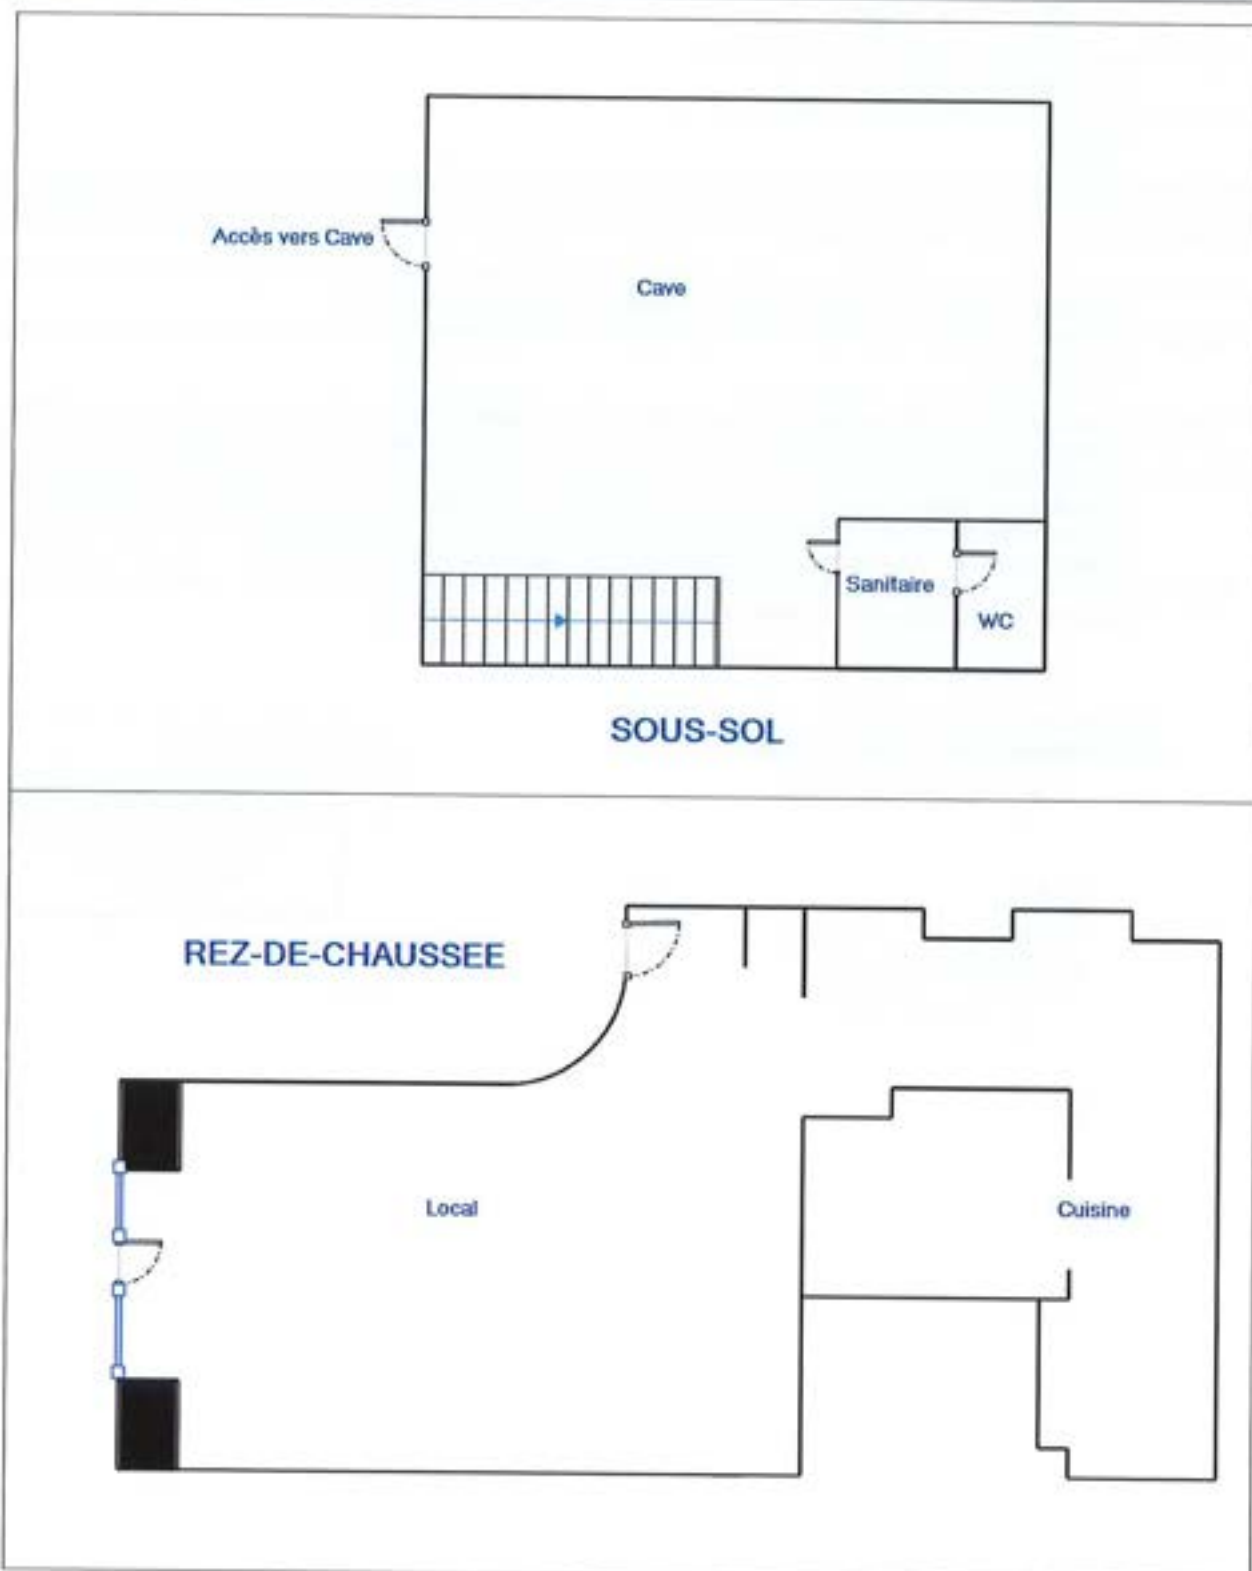 Accès vers Cave
Cave
Sanitaire
WC
SOUS-SOL
REZ-DE-CHAUSSEE
Local
Cuisine